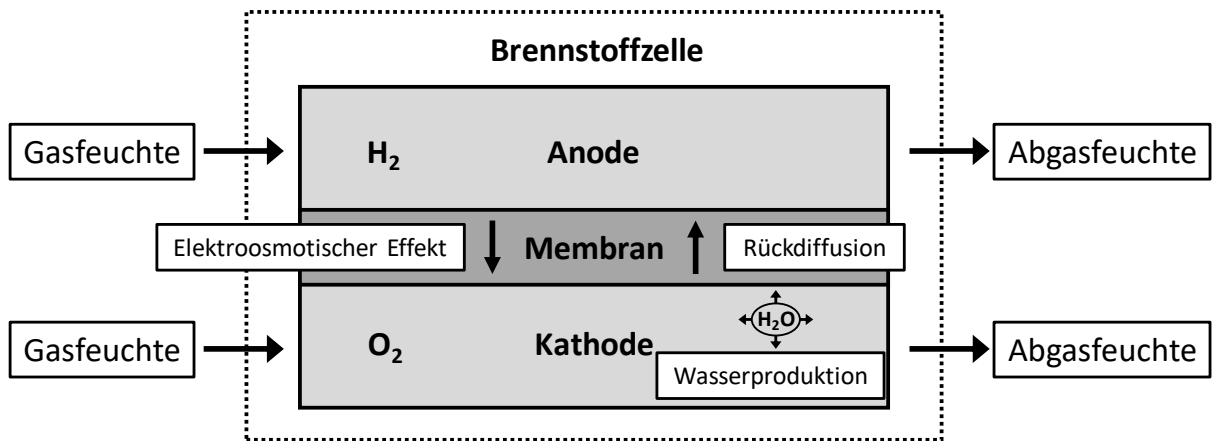 Brennstoffzelle
Gasfeuchte
H₂
Anode
Abgasfeuchte
Elektroosmotischer Effekt
Membran
Rückdiffusion
Gasfeuchte
O₂
Kathode
H₂O
Abgasfeuchte
Wasserproduktion